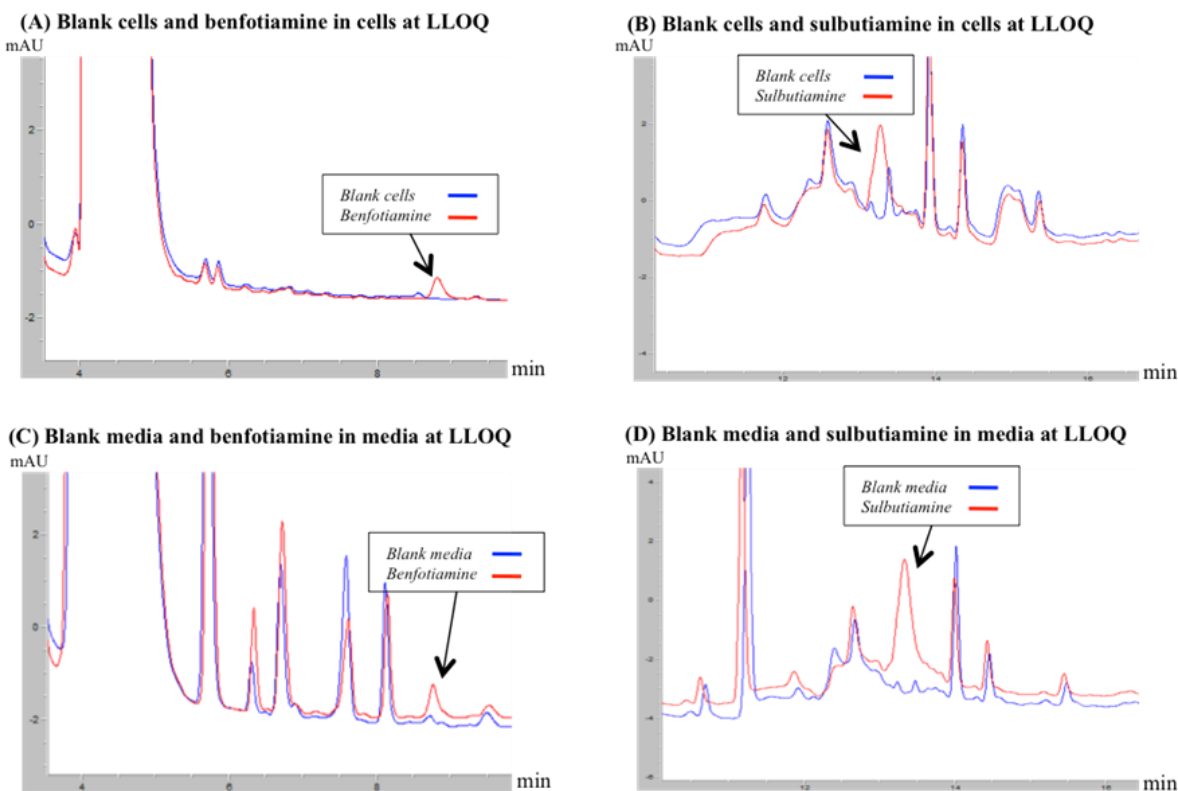 (A) Blank cells and benfotiamine in cells at LLOQ
mAU
Blank cells
Benfotiamine
2
0
-2
4
6
8
min
(B) Blank cells and sulbutiamine in cells at LLOQ
mAU
Blank cells
Sulbutiamine
2
0
-2
-4
12
14
16
min
(C) Blank media and benfotiamine in media at LLOQ
mAU
Blank media
Benfotiamine
2
0
-2
4
6
8
min
(D) Blank media and sulbutiamine in media at LLOQ
mAU
Blank media
Sulbutiamine
4
2
0
-2
-4
-6
12
14
16
min